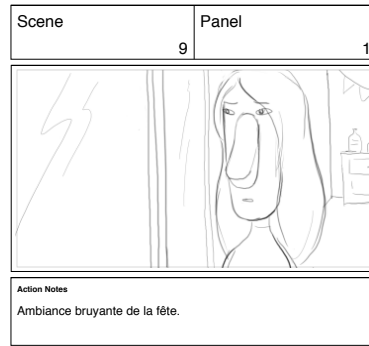 Scene
9
Panel
1
Action Notes
Ambiance bruyante de la fête.